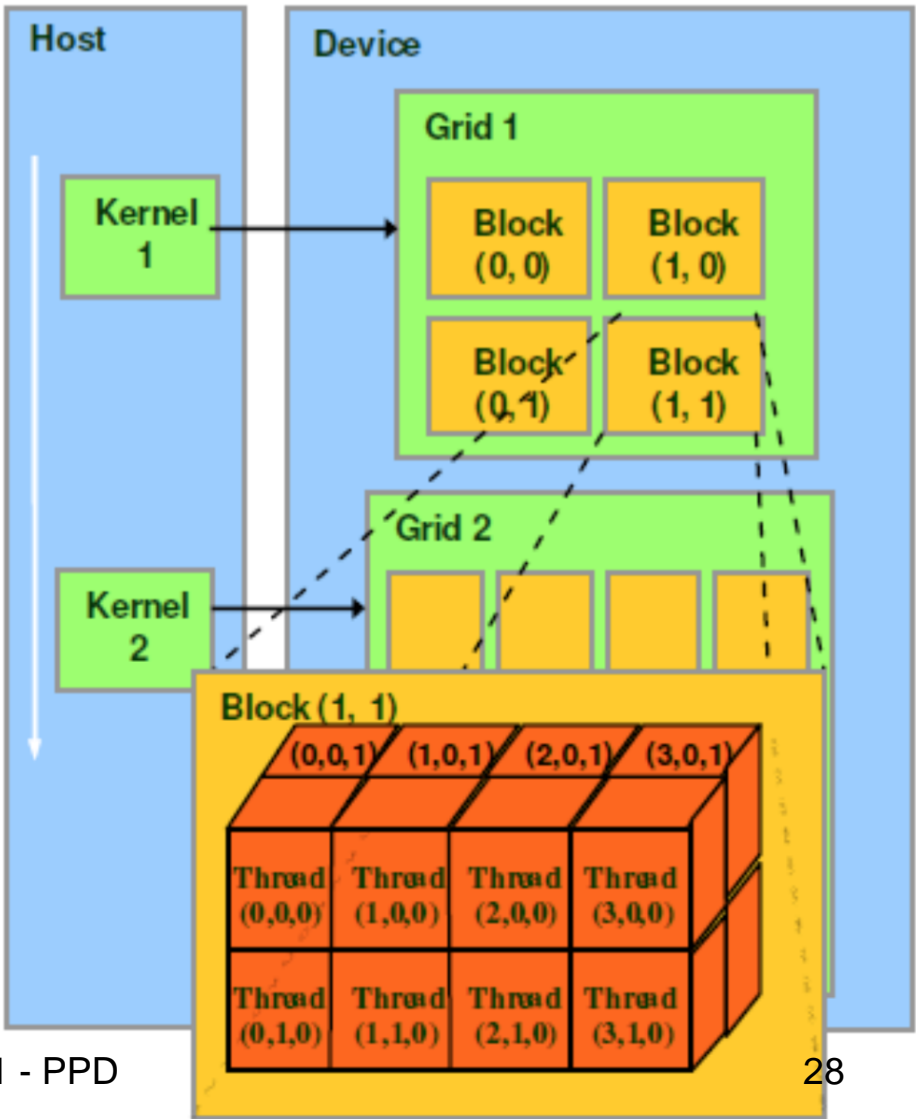 Host
Device
Grid 1
Kernel
1
Block
(0, 0)
Block
(1, 0)
Block
(0, 1)
Block
(1, 1)
Grid 2
Kernel
2
Block (1, 1)
(0,0,1) (1,0,1) (2,0,1) (3,0,1)
Thread
(0,0,0)
Thread
(1,0,0)
Thread
(2,0,0)
Thread
(3,0,0)
Thread
(0,1,0)
Thread
(1,1,0)
Thread
(2,1,0)
Thread
(3,1,0)
- PPD
28